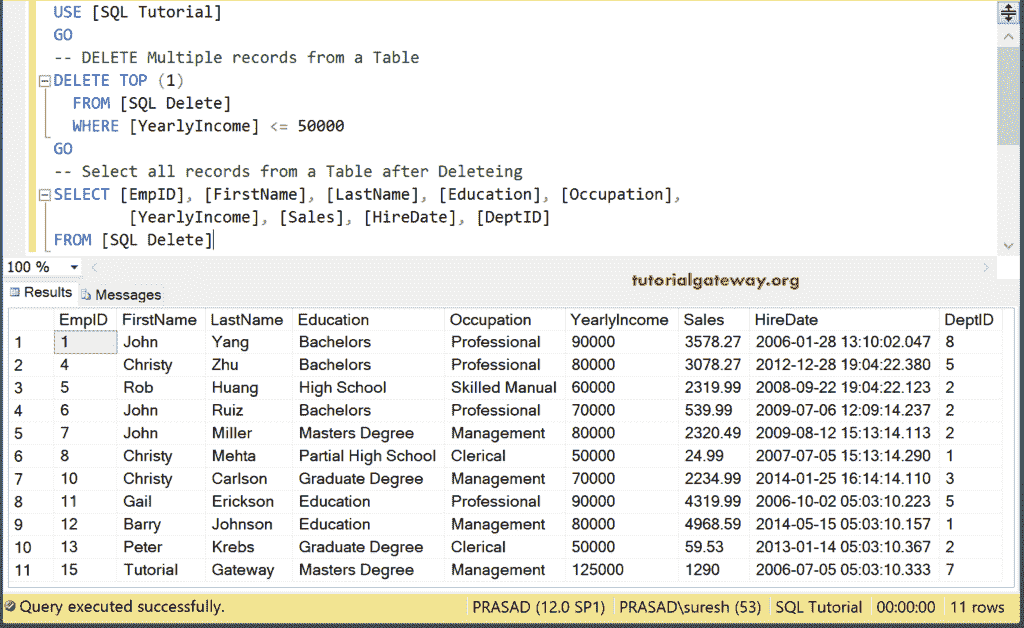 USE [SQL Tutorial]
GO
-- DELETE Multiple records from a Table
DELETE TOP (1)
FROM [SQL Delete]
WHERE [YearlyIncome] <= 50000
GO
-- Select all records from a Table after Deleteing
SELECT [EmpID], [FirstName], [LastName], [Education], [Occupation],
[YearlyIncome], [Sales], [HireDate], [DeptID]
FROM [SQL Delete]
100 %
tutorialgateway.org
Results Messages
EmpID FirstName LastName Education Occupation YearlyIncome Sales HireDate DeptID
1 1 John Yang Bachelors Professional 90000 3578.27 2006-01-28 13:10:02.047 8
2 4 Christy Zhu Bachelors Professional 80000 3078.27 2012-12-28 19:04:22.380 5
3 5 Rob Huang High School Skilled Manual 60000 2319.99 2008-09-22 19:04:22.123 2
4 6 John Ruiz Bachelors Professional 70000 539.99 2009-07-06 12:09:14.237 2
5 7 John Miller Masters Degree Management 80000 2320.49 2009-08-12 15:13:14.113 2
6 8 Christy Mehta Partial High School Clerical 50000 24.99 2007-07-05 15:13:14.290 1
7 10 Christy Carlson Graduate Degree Management 70000 2234.99 2014-01-25 16:14:14.110 3
8 11 Gail Erickson Education Professional 90000 4319.99 2006-10-02 05:03:10.223 5
9 12 Barry Johnson Education Management 80000 4968.59 2014-05-15 05:03:10.157 1
10 13 Peter Krebs Graduate Degree Clerical 50000 59.53 2013-01-14 05:03:10.367 2
11 15 Tutorial Gateway Masters Degree Management 125000 1290 2006-07-05 05:03:10.333 7
Query executed successfully. PRASAD (12.0 SP1) PRASAD\suresh (53) SQL Tutorial 00:00:00 11 rows